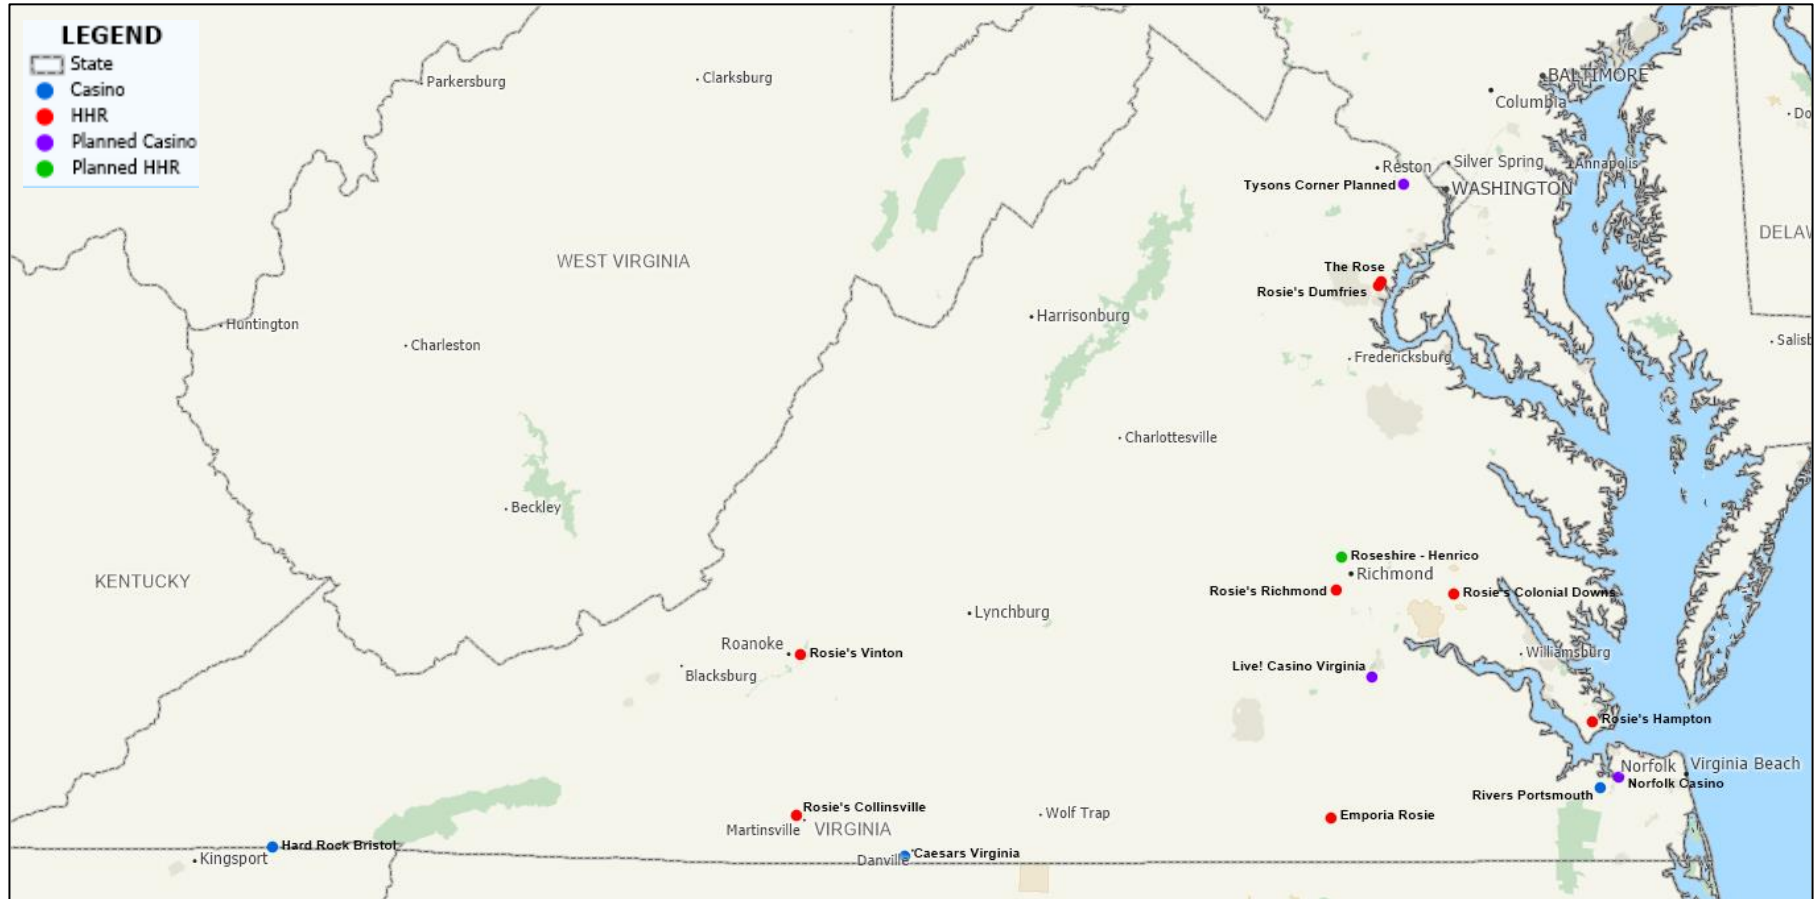 LEGEND
State
Casino
HHR
Planned Casino
Planned HHR
Parkersburg
Clarksburg
BALTIMORE
Columbia
Do
Reston
Silver Spring
Annapolis
Tysons Corner Planned
WASHINGTON
DELAW
WEST VIRGINIA
The Rose
Rosie's Dumfries
Huntington
Harrisonburg
Charleston
Salisb
Fredericksburg
Charlottesville
Beckley
Roseshire - Henrico
Richmond
KENTUCKY
Rosie's Richmond
Rosie's Colonial Downs
Lynchburg
Roanoke
Rosie's Vinton
Williamsburg
Blacksburg
Live! Casino Virginia
Rosie's Hampton
Norfolk
Virginia Beach
Norfolk Casino
Rivers Portsmouth
Rosie's Collinsville
Wolf Trap
Emporia Rosie
Martinsville
VIRGINIA
Hard Rock Bristol
Kingsport
Caesars Virginia
Danville